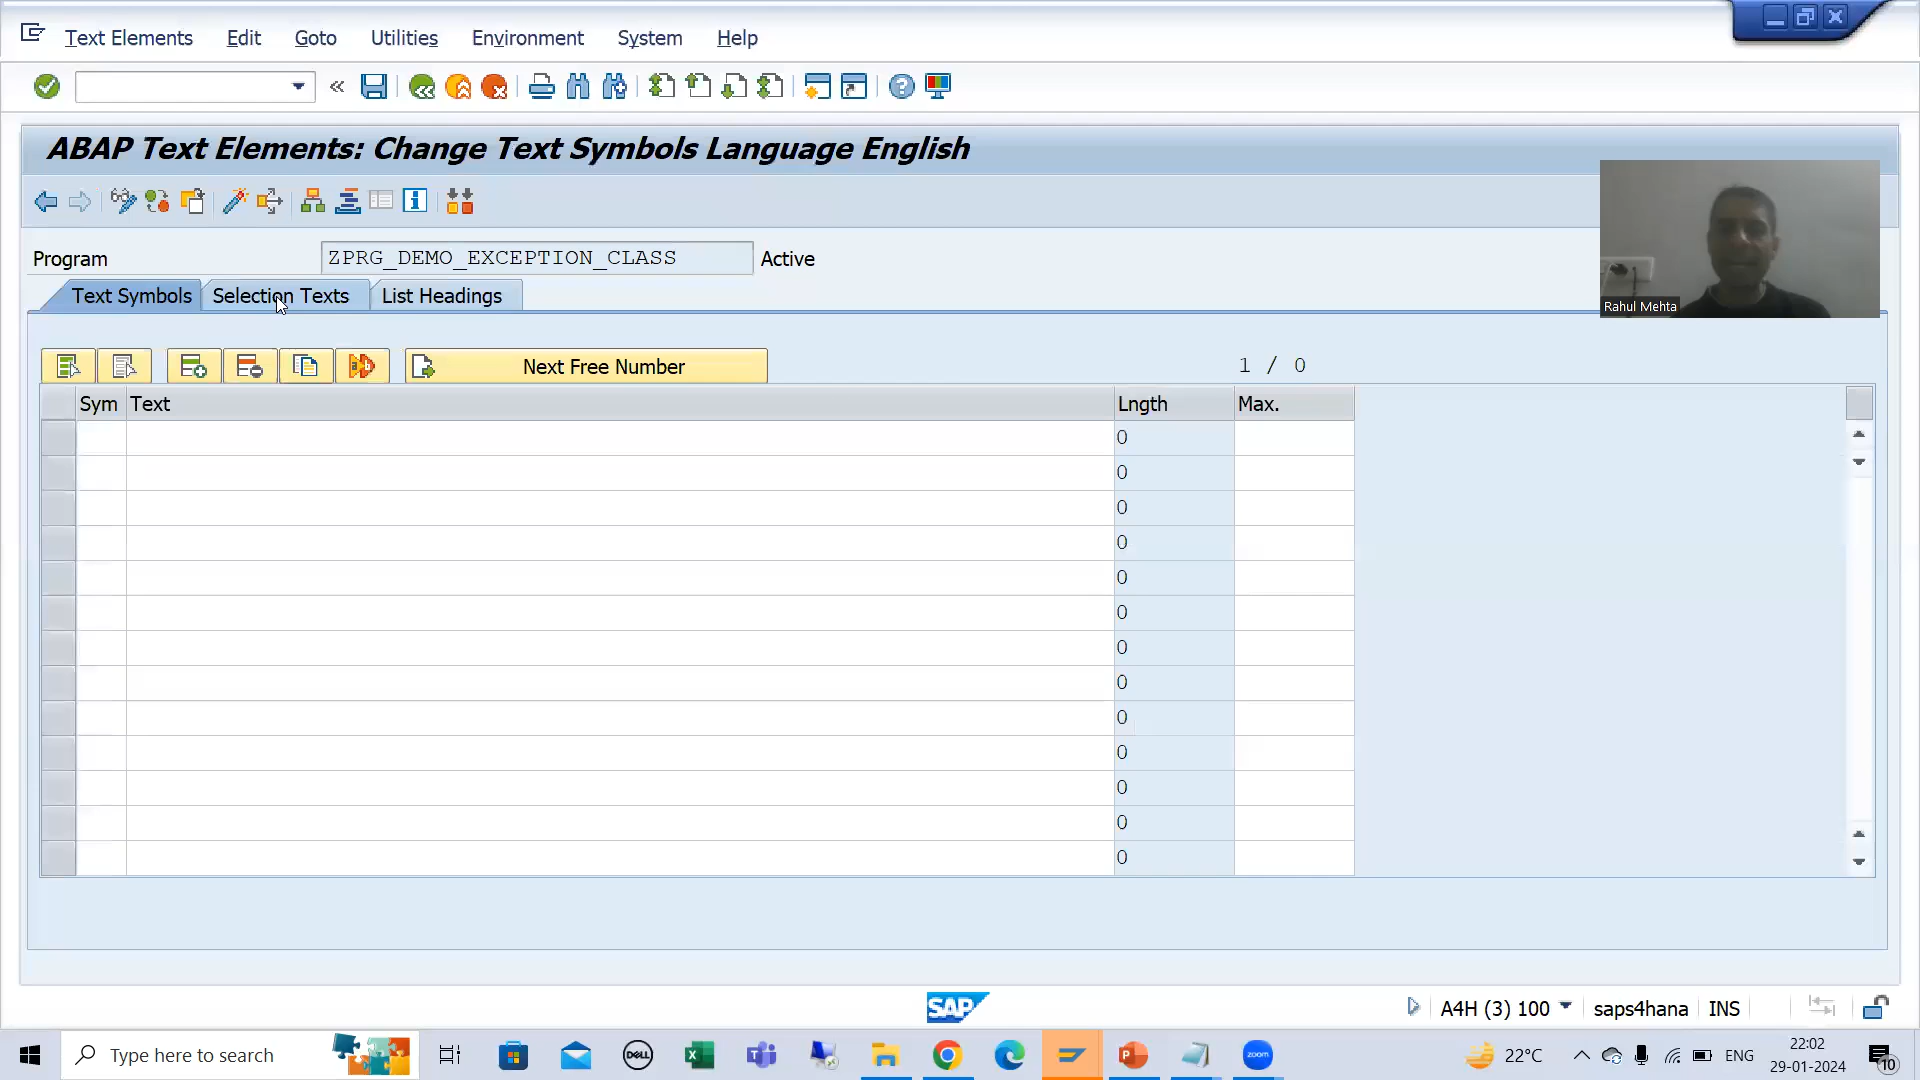 Text Elements Edit Goto Utilities Environment System Help
ABAP Text Elements: Change Text Symbols Language English
Program ZPRG_DEMO_EXCEPTION_CLASS Active
Text Symbols Selection Texts List Headings
Rahul Mehta
Next Free Number 1 / 0
Sym Text Lngth Max.
0
0
0
0
0
0
0
0
0
0
0
0
0
SAP
A4H (3) 100 saps4hana INS
Type here to search DELL zoom 22°C ENG 22:02
29-01-2024 10